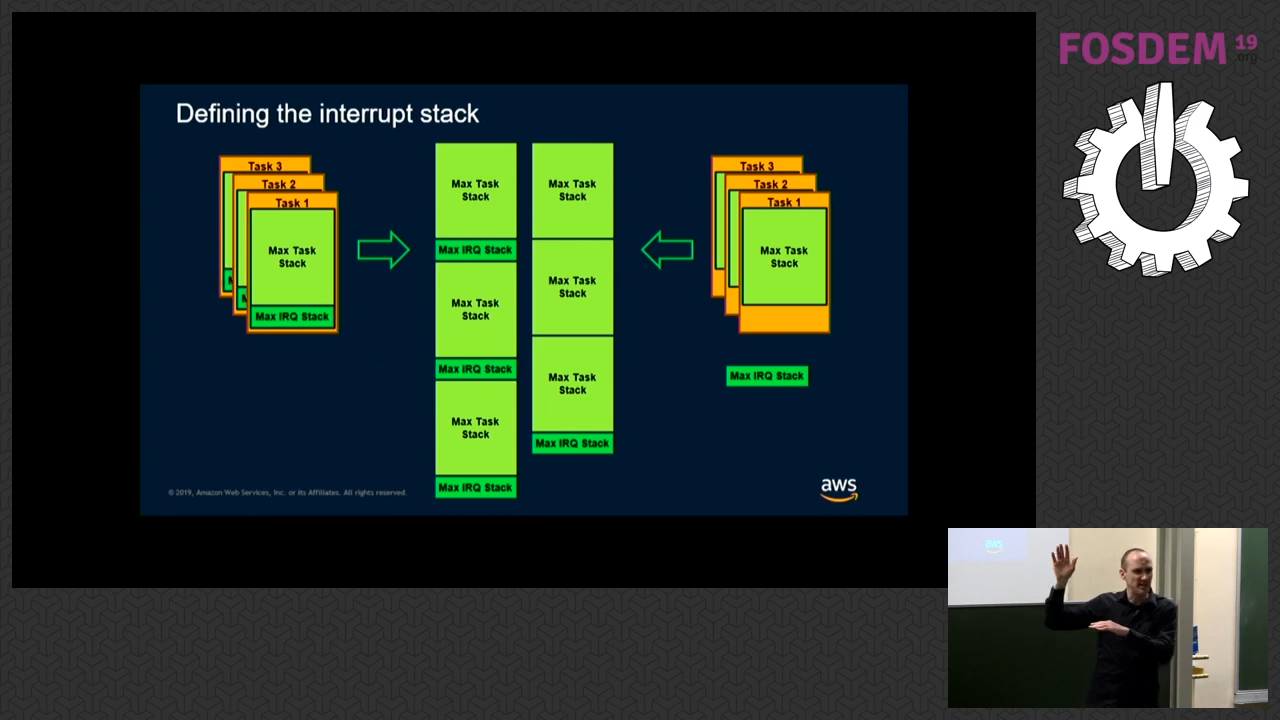 FOSDEM 19
.org
Defining the interrupt stack
Task 3
Task 2
Task 1
Max Task
Stack
M
M
Max IRQ Stack
Max Task
Stack
Max IRQ Stack
Max Task
Stack
Max IRQ Stack
Max Task
Stack
Max IRQ Stack
Max Task
Stack
Max Task
Stack
Max Task
Stack
Max IRQ Stack
Task 3
Task 2
Task 1
Max Task
Stack
Max IRQ Stack
© 2019, Amazon Web Services, Inc. or its Affiliates. All rights reserved.
aws
aws